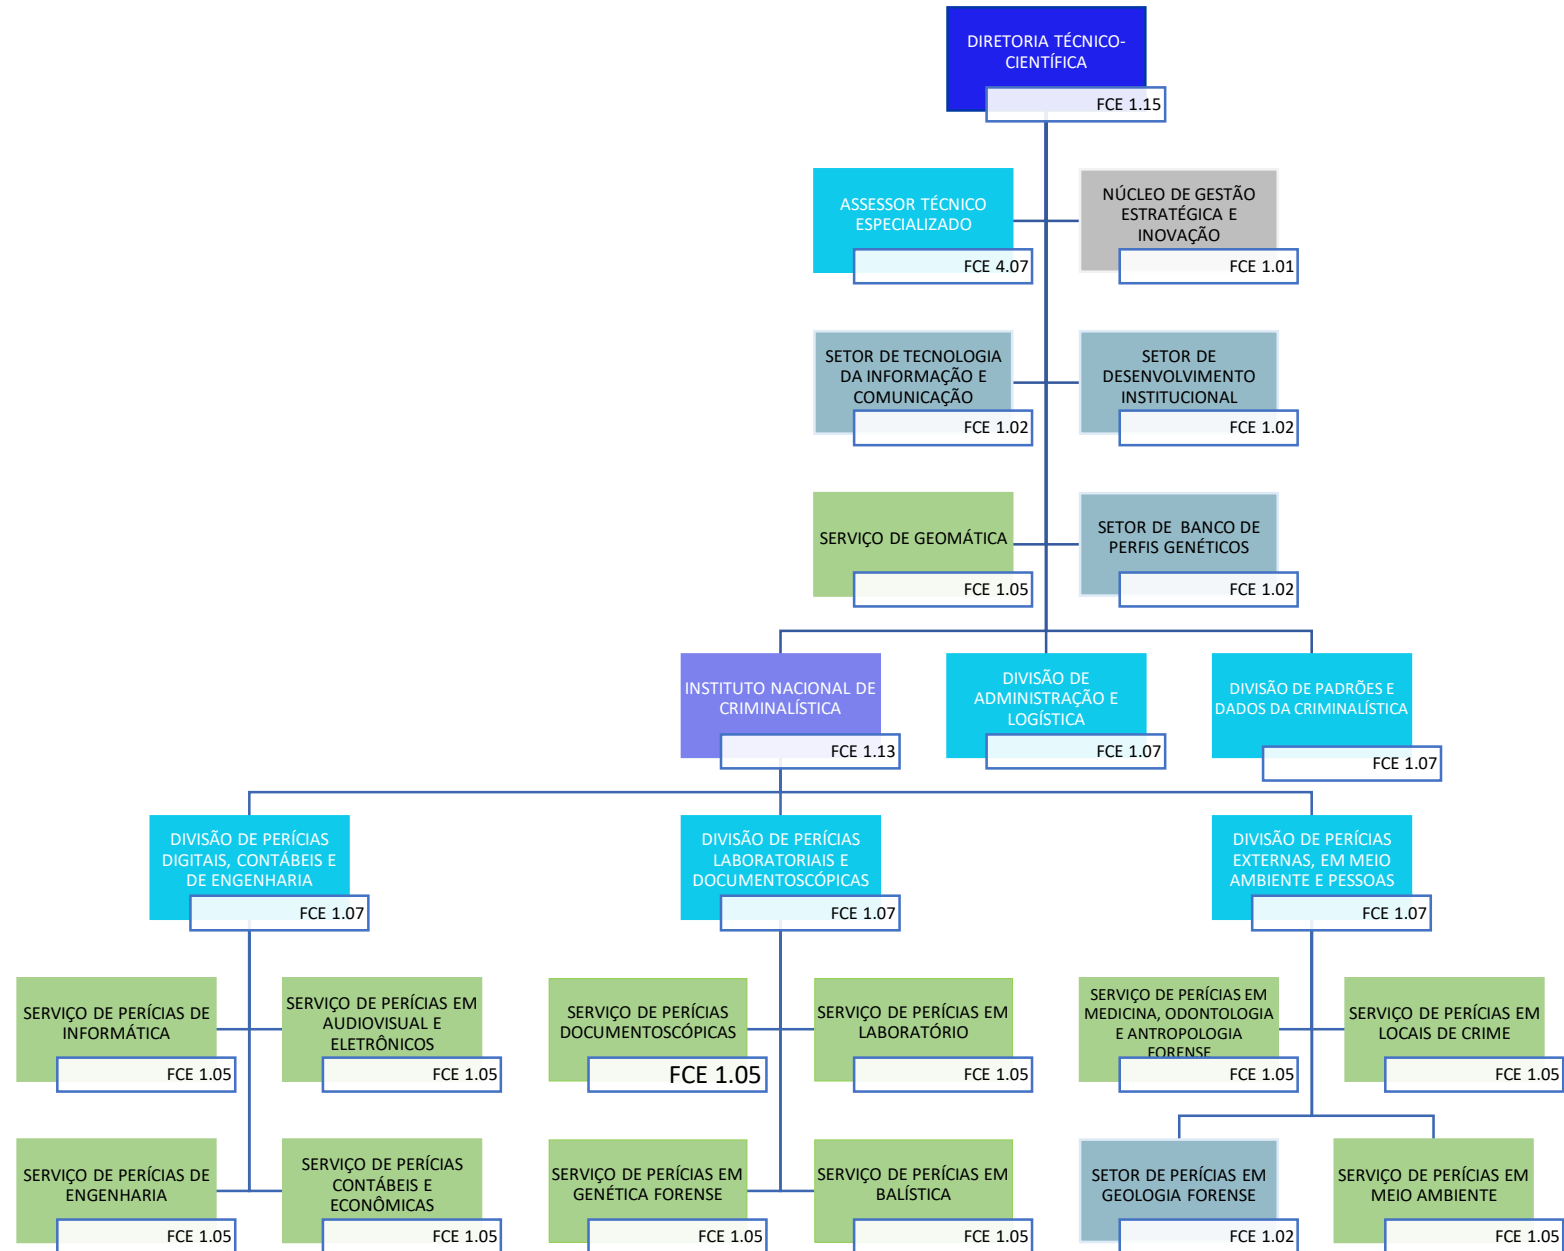 DIRETORIA TÉCNICO-
CIENTÍFICA
FCE 1.15
ASSESSOR TÉCNICO
ESPECIALIZADO
FCE 4.07
NÚCLEO DE GESTÃO
ESTRATÉGICA E
INOVAÇÃO
FCE 1.01
SETOR DE TECNOLOGIA
DA INFORMAÇÃO E
COMUNICAÇÃO
FCE 1.02
SETOR DE
DESENVOLVIMENTO
INSTITUCIONAL
FCE 1.02
SERVIÇO DE GEOMÁTICA
FCE 1.05
SETOR DE BANCO DE
PERFIS GENÉTICOS
FCE 1.02
INSTITUTO NACIONAL DE
CRIMINALÍSTICA
FCE 1.13
DIVISÃO DE
ADMINISTRAÇÃO E
LOGÍSTICA
FCE 1.07
DIVISÃO DE PADRÕES E
DADOS DA CRIMINALÍSTICA
FCE 1.07
DIVISÃO DE PERÍCIAS
DIGITAIS, CONTÁBEIS E
DE ENGENHARIA
FCE 1.07
DIVISÃO DE PERÍCIAS
LABORATORIAIS E
DOCUMENTOSCÓPICAS
FCE 1.07
DIVISÃO DE PERÍCIAS
EXTERNAS, EM MEIO
AMBIENTE E PESSOAS
FCE 1.07
SERVIÇO DE PERÍCIAS DE
INFORMÁTICA
FCE 1.05
SERVIÇO DE PERÍCIAS EM
AUDIOVISUAL E
ELETRÔNICOS
FCE 1.05
SERVIÇO DE PERÍCIAS
DOCUMENTOSCÓPICAS
FCE 1.05
SERVIÇO DE PERÍCIAS EM
LABORATÓRIO
FCE 1.05
SERVIÇO DE PERÍCIAS EM
MEDICINA, ODONTOLOGIA
E ANTROPOLOGIA
FORENSE
FCE 1.05
SERVIÇO DE PERÍCIAS EM
LOCAIS DE CRIME
FCE 1.05
SERVIÇO DE PERÍCIAS DE
ENGENHARIA
FCE 1.05
SERVIÇO DE PERÍCIAS
CONTÁBEIS E
ECONÔMICAS
FCE 1.05
SERVIÇO DE PERÍCIAS EM
GENÉTICA FORENSE
FCE 1.05
SERVIÇO DE PERÍCIAS EM
BALÍSTICA
FCE 1.05
SETOR DE PERÍCIAS EM
GEOLOGIA FORENSE
FCE 1.02
SERVIÇO DE PERÍCIAS EM
MEIO AMBIENTE
FCE 1.05